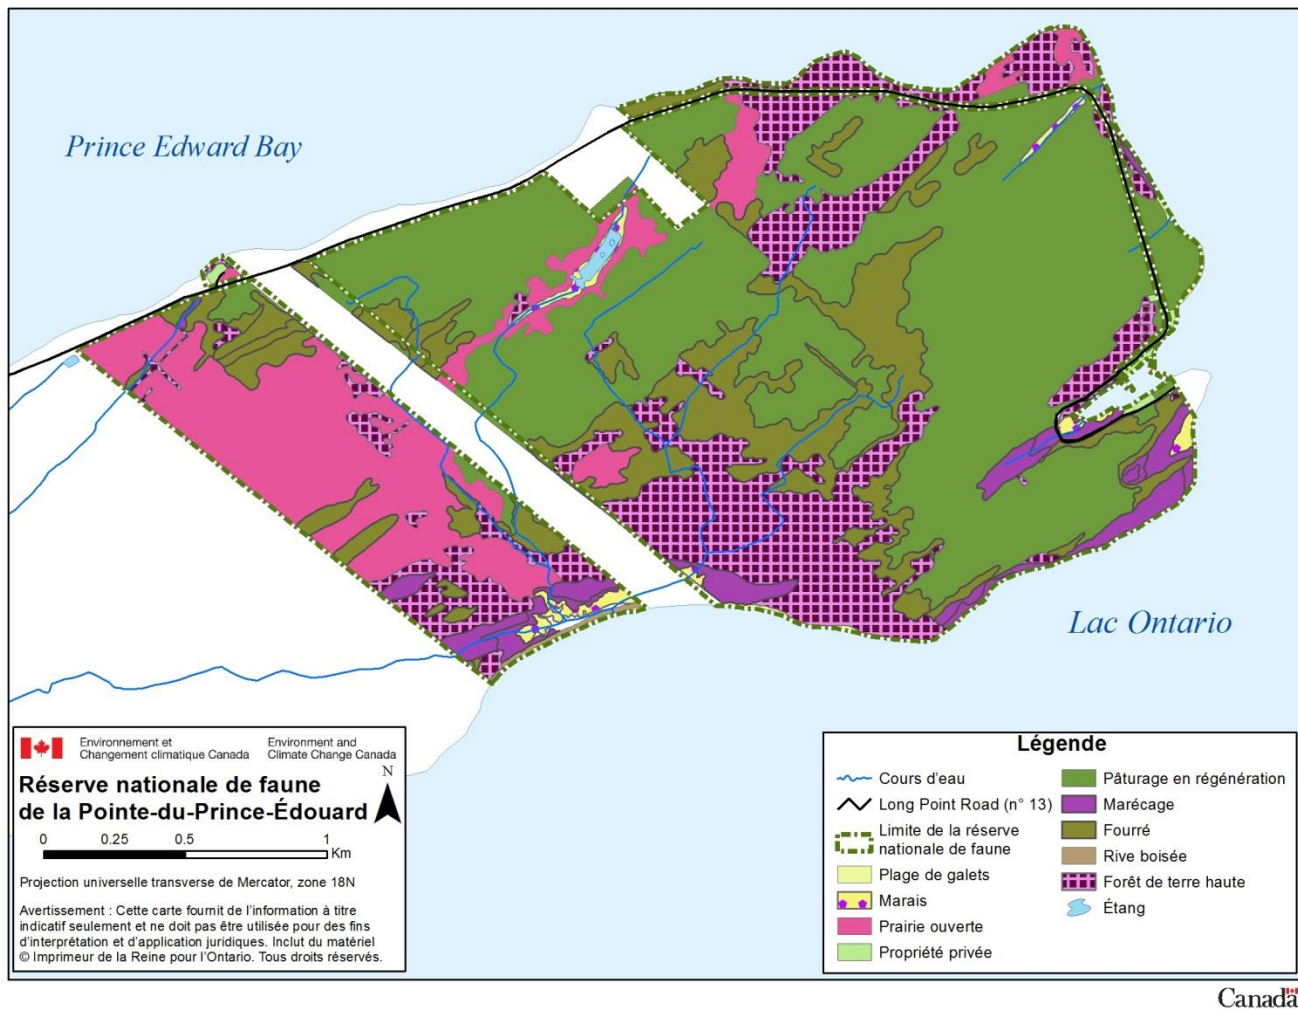 Prince Edward Bay
Lac Ontario
Environnement et
Changement climatique Canada
Environment and
Climate Change Canada
Réserve nationale de faune
de la Pointe-du-Prince-Édouard
N
0 0.25 0.5 1
Km
Projection universelle transverse de Mercator, zone 18N
Avertissement : Cette carte fournit de l'information à titre
indicatif seulement et ne doit pas être utilisée pour des fins
d'interprétation et d'application juridiques. Inclut du matériel
© Imprimeur de la Reine pour l'Ontario. Tous droits réservés.
Légende
Cours d'eau
Long Point Road (n° 13)
Limite de la réserve
nationale de faune
Plage de galets
Marais
Prairie ouverte
Propriété privée
Pâturage en régénération
Marécage
Fourré
Rive boisée
Forêt de terre haute
Étang
Canada